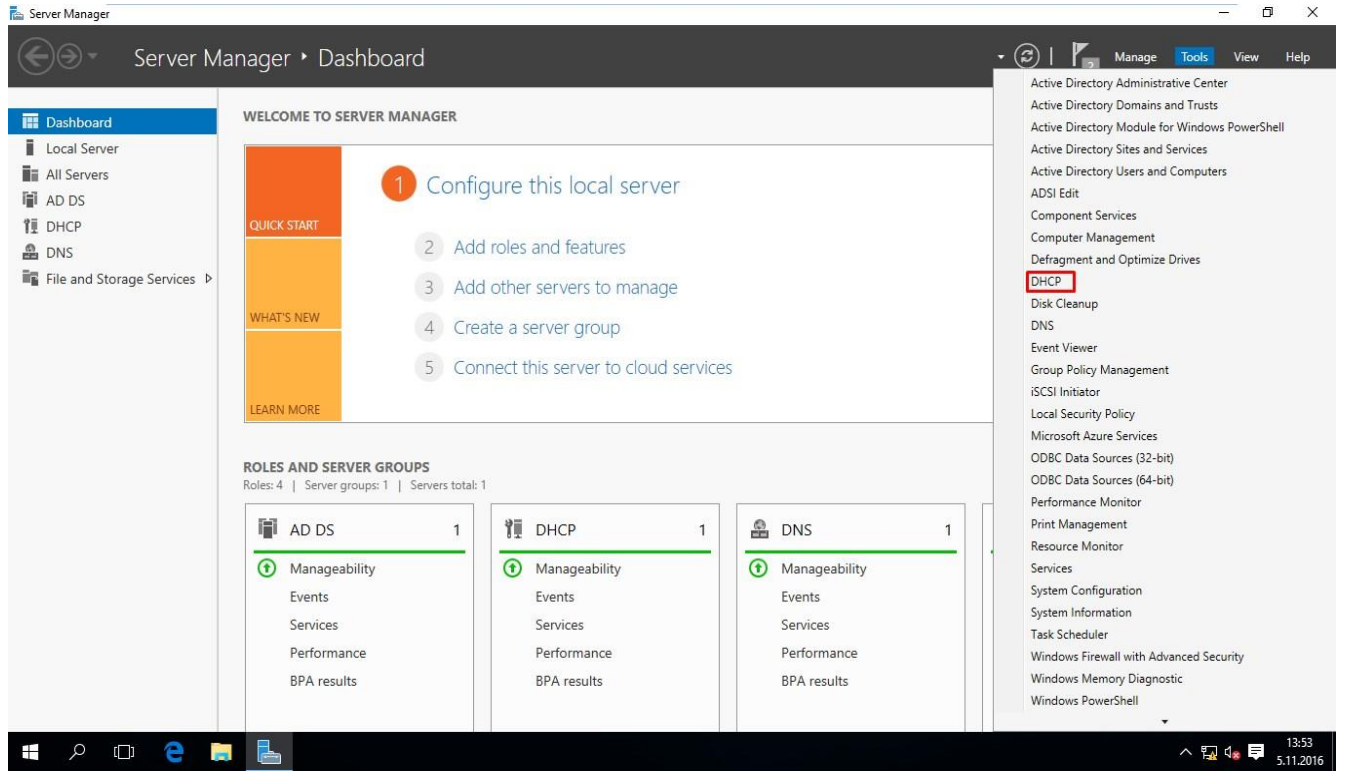 Server Manager
Server Manager • Dashboard
2
Manage Tools View Help
Dashboard
Local Server
All Servers
AD DS
DHCP
DNS
File and Storage Services
WELCOME TO SERVER MANAGER
QUICK START
WHAT'S NEW
LEARN MORE
1 Configure this local server
2 Add roles and features
3 Add other servers to manage
4 Create a server group
5 Connect this server to cloud services
ROLES AND SERVER GROUPS
Roles: 4 | Server groups: 1 | Servers total: 1
AD DS 1
Manageability
Events
Services
Performance
BPA results
DHCP 1
Manageability
Events
Services
Performance
BPA results
DNS 1
Manageability
Events
Services
Performance
BPA results
Active Directory Administrative Center
Active Directory Domains and Trusts
Active Directory Module for Windows PowerShell
Active Directory Sites and Services
Active Directory Users and Computers
ADSI Edit
Component Services
Computer Management
Defragment and Optimize Drives
DHCP
Disk Cleanup
DNS
Event Viewer
Group Policy Management
iSCSI Initiator
Local Security Policy
Microsoft Azure Services
ODBC Data Sources (32-bit)
ODBC Data Sources (64-bit)
Performance Monitor
Print Management
Resource Monitor
Services
System Configuration
System Information
Task Scheduler
Windows Firewall with Advanced Security
Windows Memory Diagnostic
Windows PowerShell
13:53
5.11.2016